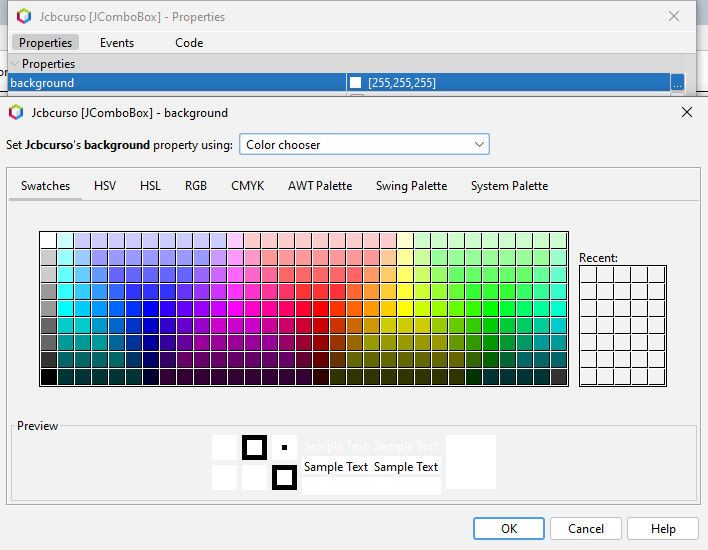 Jcbcurso [JComboBox] - Properties
Properties Events Code
Properties
background [255,255,255] ...
Jcbcurso [JComboBox] - background
Set Jcbcurso's background property using: Color chooser
Swatches HSV HSL RGB CMYK AWT Palette Swing Palette System Palette
Recent:
Preview
Sample Text Sample Text
Sample Text Sample Text
OK Cancel Help